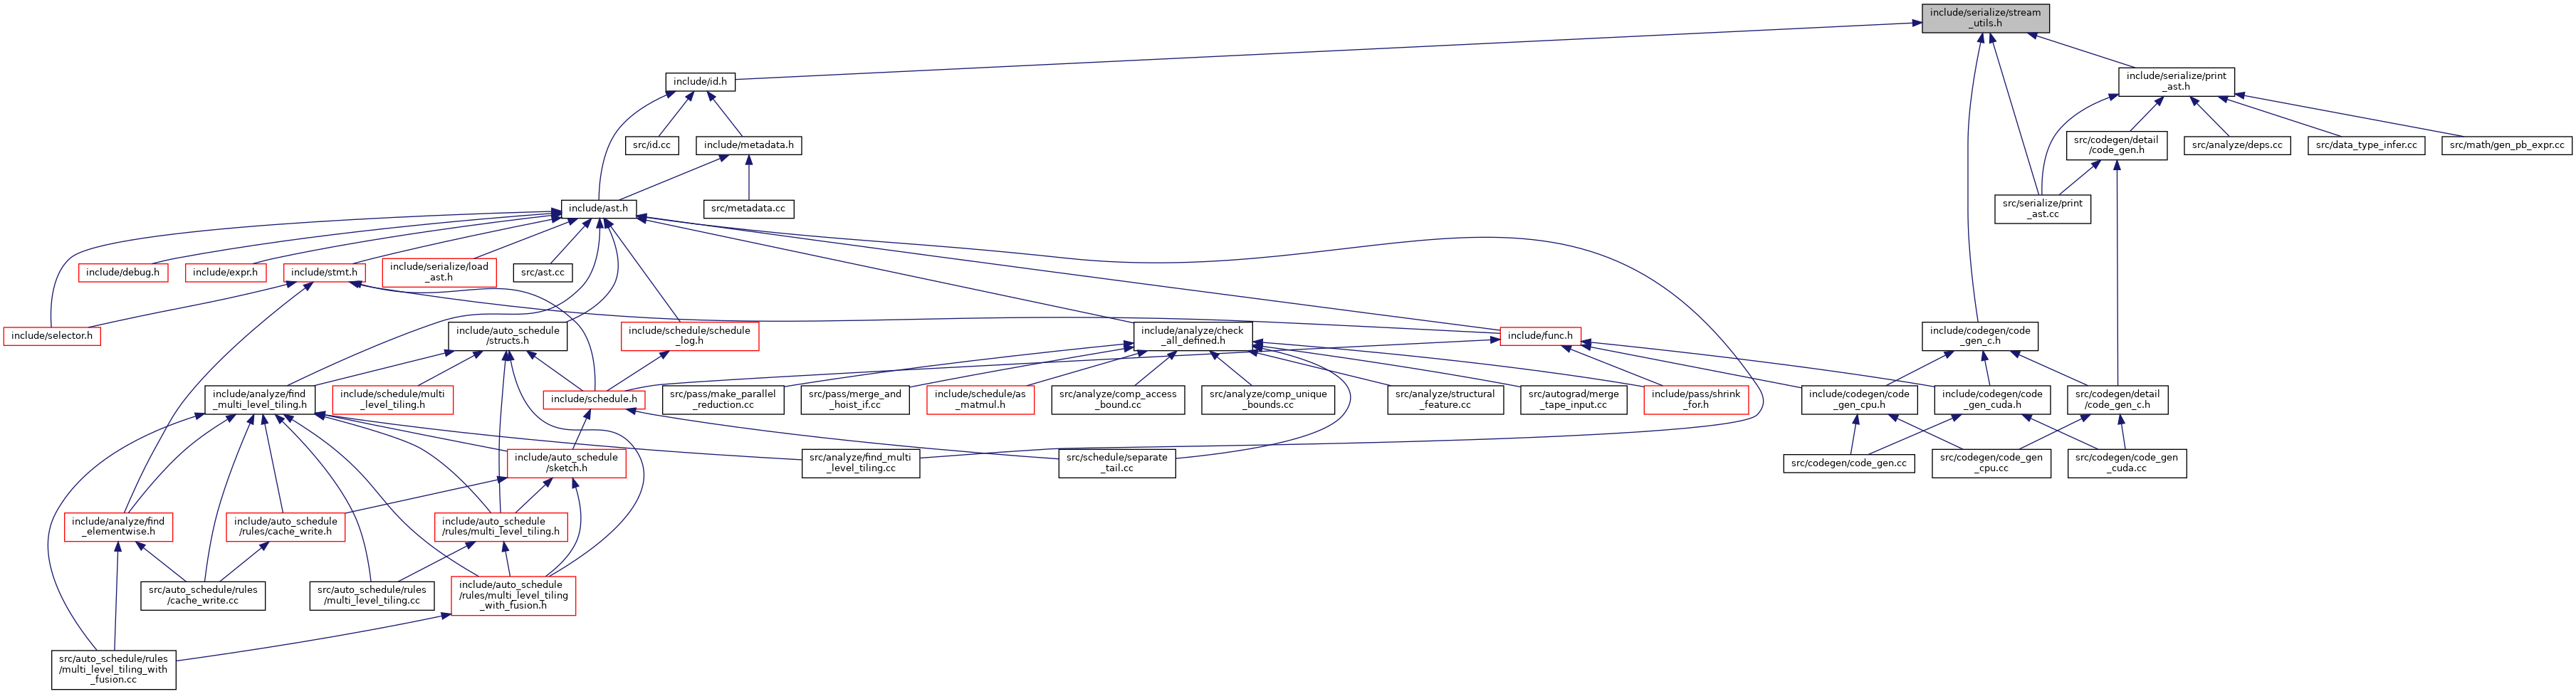 include/serialize/stream
_utils.h
include/id.h
include/serialize/print
_ast.h
src/id.cc
include/metadata.h
src/codegen/detail
/code_gen.h
src/analyze/deps.cc
src/data_type_infer.cc
src/math/gen_pb_expr.cc
include/ast.h
src/metadata.cc
src/serialize/print
_ast.cc
include/debug.h
include/expr.h
include/stmt.h
include/serialize/load
_ast.h
src/ast.cc
include/selector.h
include/auto_schedule
/structs.h
include/schedule/schedule
_log.h
include/analyze/check
_all_defined.h
include/func.h
include/codegen/code
_gen_c.h
include/analyze/find
_multi_level_tiling.h
include/schedule/multi
_level_tiling.h
include/schedule.h
src/pass/make_parallel
_reduction.cc
src/pass/merge_and
_hoist_if.cc
include/schedule/as
_matmul.h
src/analyze/comp_access
_bound.cc
src/analyze/comp_unique
_bounds.cc
src/analyze/structural
_feature.cc
src/autograd/merge
_tape_input.cc
include/pass/shrink
_for.h
include/codegen/code
_gen_cpu.h
include/codegen/code
_gen_cuda.h
src/codegen/detail
/code_gen_c.h
include/auto_schedule
/sketch.h
src/analyze/find_multi
_level_tiling.cc
src/schedule/separate
_tail.cc
src/codegen/code_gen.cc
src/codegen/code_gen
_cpu.cc
src/codegen/code_gen
_cuda.cc
include/analyze/find
_elementwise.h
include/auto_schedule
/rules/cache_write.h
include/auto_schedule
/rules/multi_level_tiling.h
src/auto_schedule/rules
/cache_write.cc
src/auto_schedule/rules
/multi_level_tiling.cc
include/auto_schedule
/rules/multi_level_tiling
_with_fusion.h
src/auto_schedule/rules
/multi_level_tiling_with
_fusion.cc